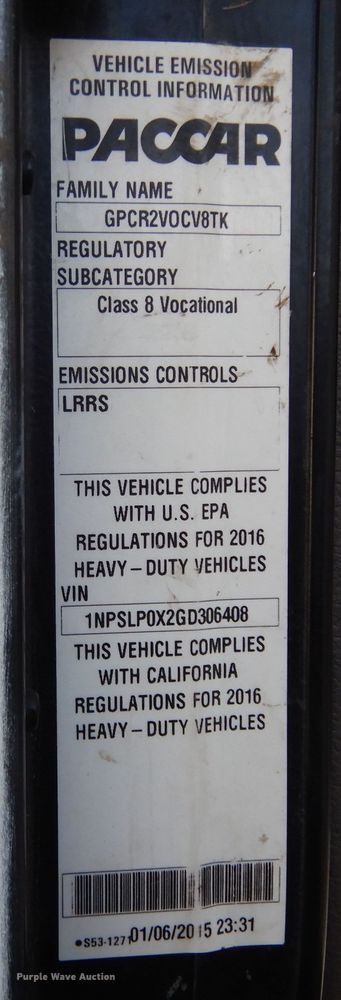 VEHICLE EMISSION
CONTROL INFORMATION
PACCAR
FAMILY NAME
GPCR2VOCV8TK
REGULATORY
SUBCATEGORY
Class 8 Vocational
EMISSIONS CONTROLS
LRRS
THIS VEHICLE COMPLIES
WITH U.S. EPA
REGULATIONS FOR 2016
HEAVY-DUTY VEHICLES
VIN
1NPSLP0X2GD306408
THIS VEHICLE COMPLIES
WITH CALIFORNIA
REGULATIONS FOR 2016
HEAVY-DUTY VEHICLES
•S53-1271 01/06/2015 23:31
Purple Wave Auction